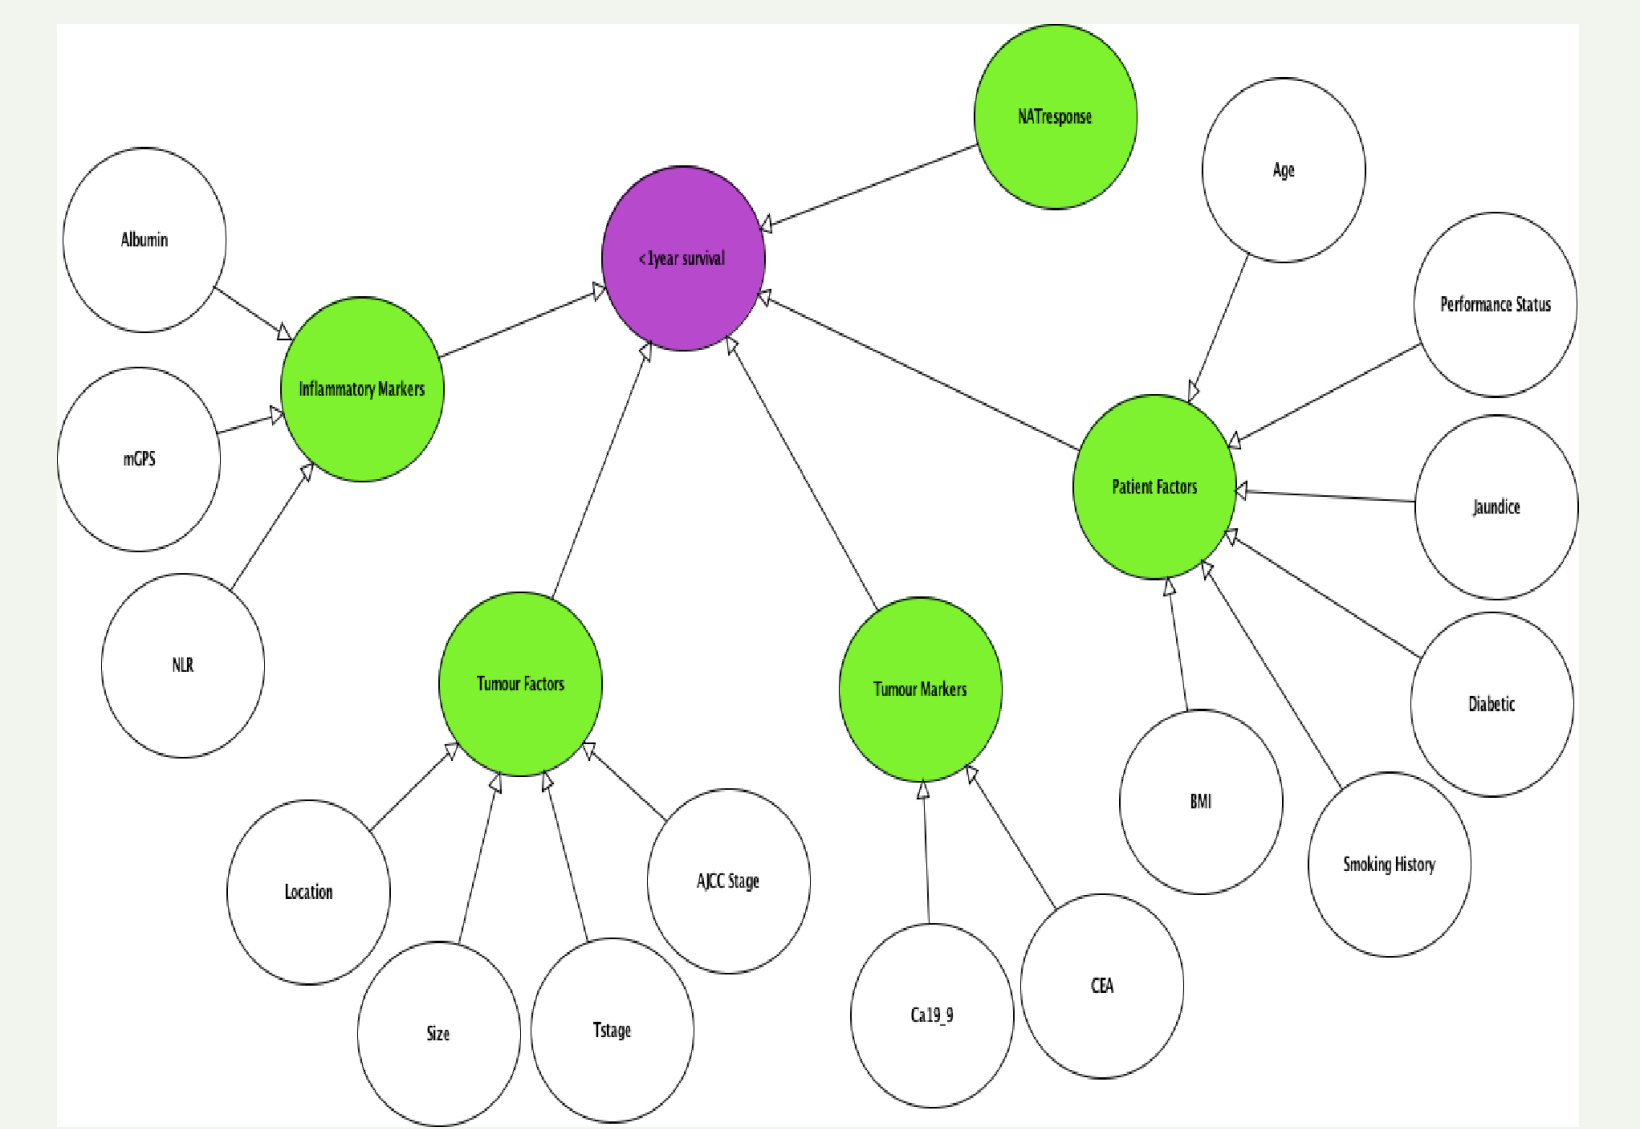 NATresponse
Age
Albumin
<1year survival
Performance Status
Inflammatory Markers
mGPS
Patient Factors
Jaundice
NLR
Tumour Factors
Tumour Markers
Diabetic
BMI
Smoking History
Location
AJCC Stage
Size
Tstage
Ca19_9
CEA